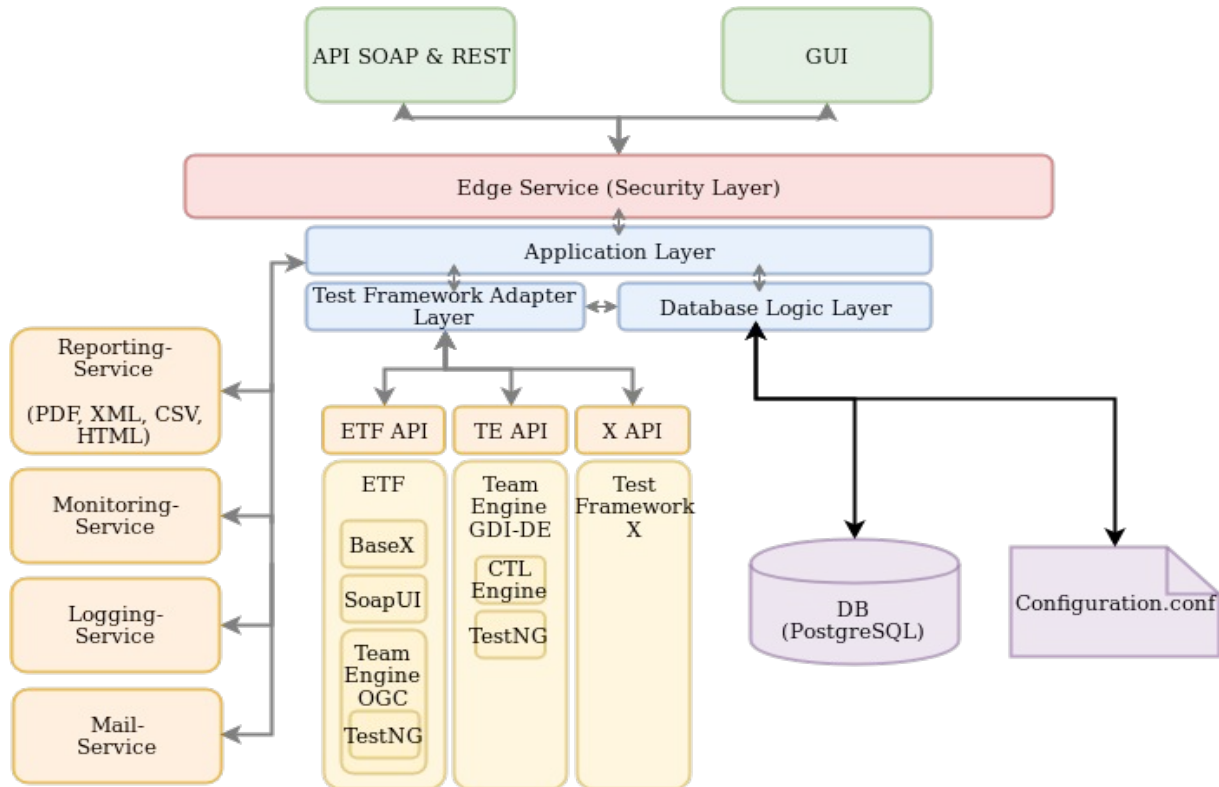 API SOAP & REST
GUI
Edge Service (Security Layer)
Application Layer
Test Framework Adapter
Layer
Database Logic Layer
Reporting-
Service
(PDF, XML, CSV,
HTML)
Monitoring-
Service
Logging-
Service
Mail-
Service
ETF API
TE API
X API
ETF
BaseX
SoapUI
Team
Engine
OGC
TestNG
Team
Engine
GDI-DE
CTL
Engine
TestNG
Test
Framework
X
DB
(PostgreSQL)
Configuration.conf